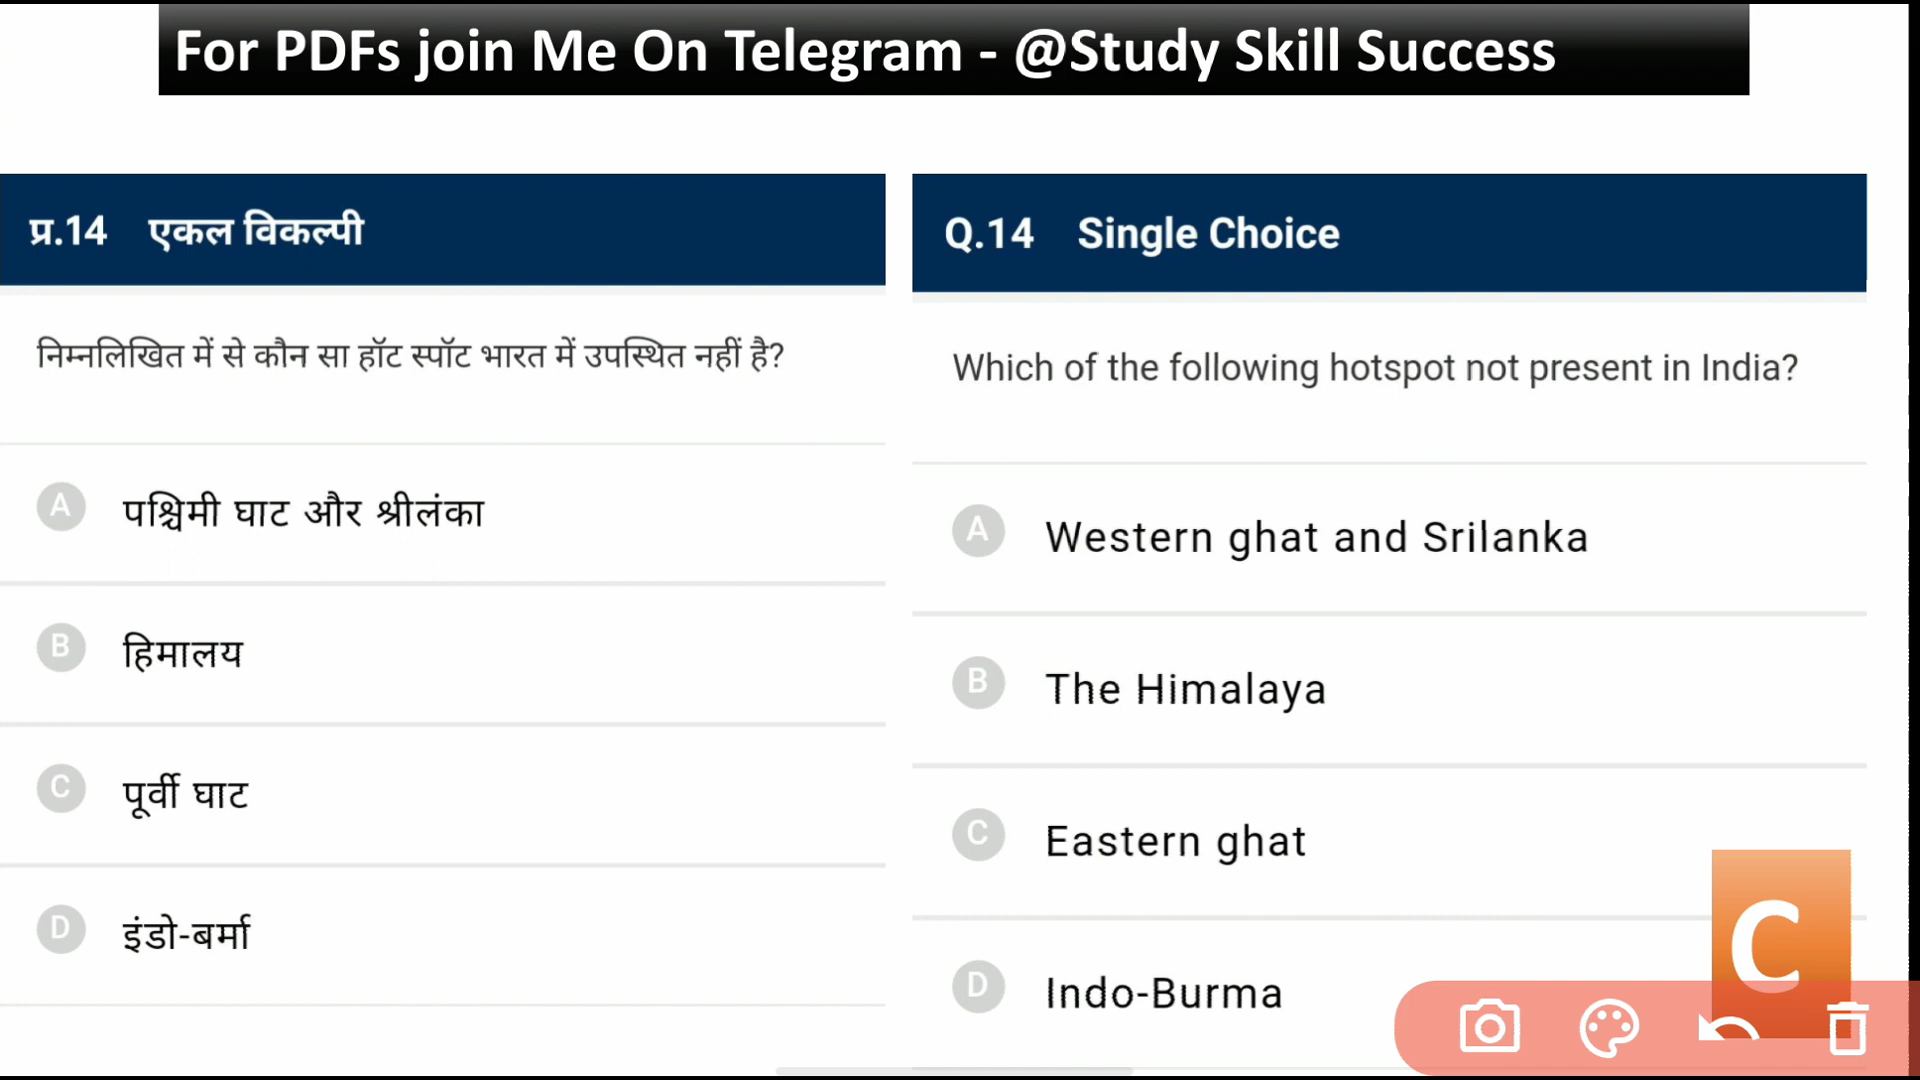 For PDFs join Me On Telegram - @Study Skill Success
प्र.14 एकल विकल्पी
निम्नलिखित में से कौन सा हॉट स्पॉट भारत में उपस्थित नहीं है?
A पश्चिमी घाट और श्रीलंका
B हिमालय
C पूर्वी घाट
D इंडो-बर्मा
Q.14 Single Choice
Which of the following hotspot not present in India?
A Western ghat and Srilanka
B The Himalaya
C Eastern ghat
D Indo-Burma
C